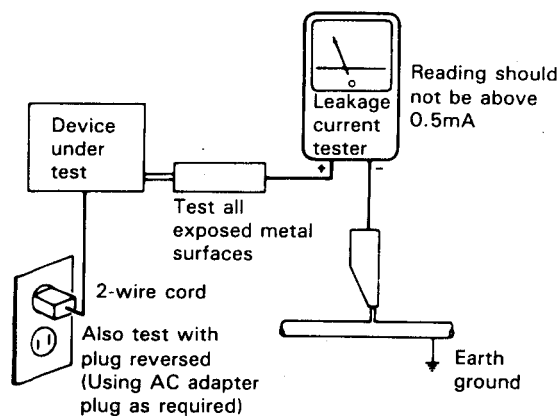 Device
under
test
Leakage
current
tester
+ -
Reading should
not be above
0.5mA
Test all
exposed metal
surfaces
2-wire cord
Also test with
plug reversed
(Using AC adapter
plug as required)
Earth
ground